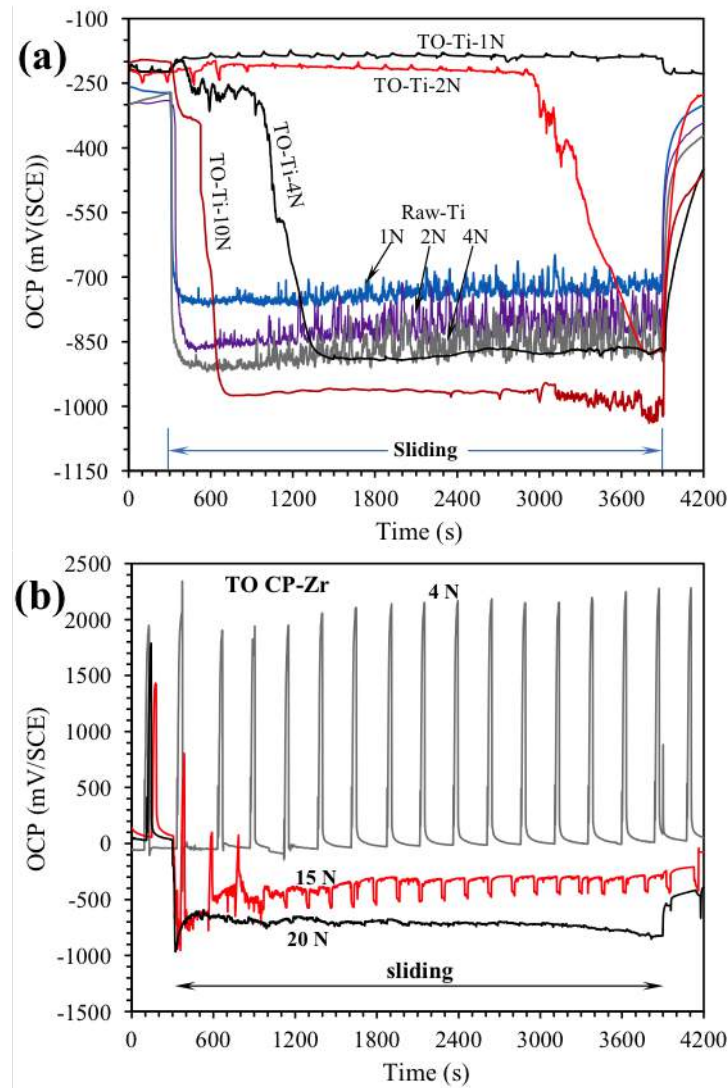 (a)
-100
-250
-400
-550
-700
-850
-1000
-1150
OCP (mV(SCE))
TO-Ti-1N
TO-Ti-2N
TO-Ti-4N
TO-Ti-10N
Raw-Ti
1N 2N 4N
Sliding
0 600 1200 1800 2400 3000 3600 4200
Time (s)
(b)
TO CP-Zr
4 N
2500
2000
1500
1000
500
0
-500
-1000
-1500
OCP (mV/SCE)
15 N
20 N
sliding
0 600 1200 1800 2400 3000 3600 4200
Time (s)